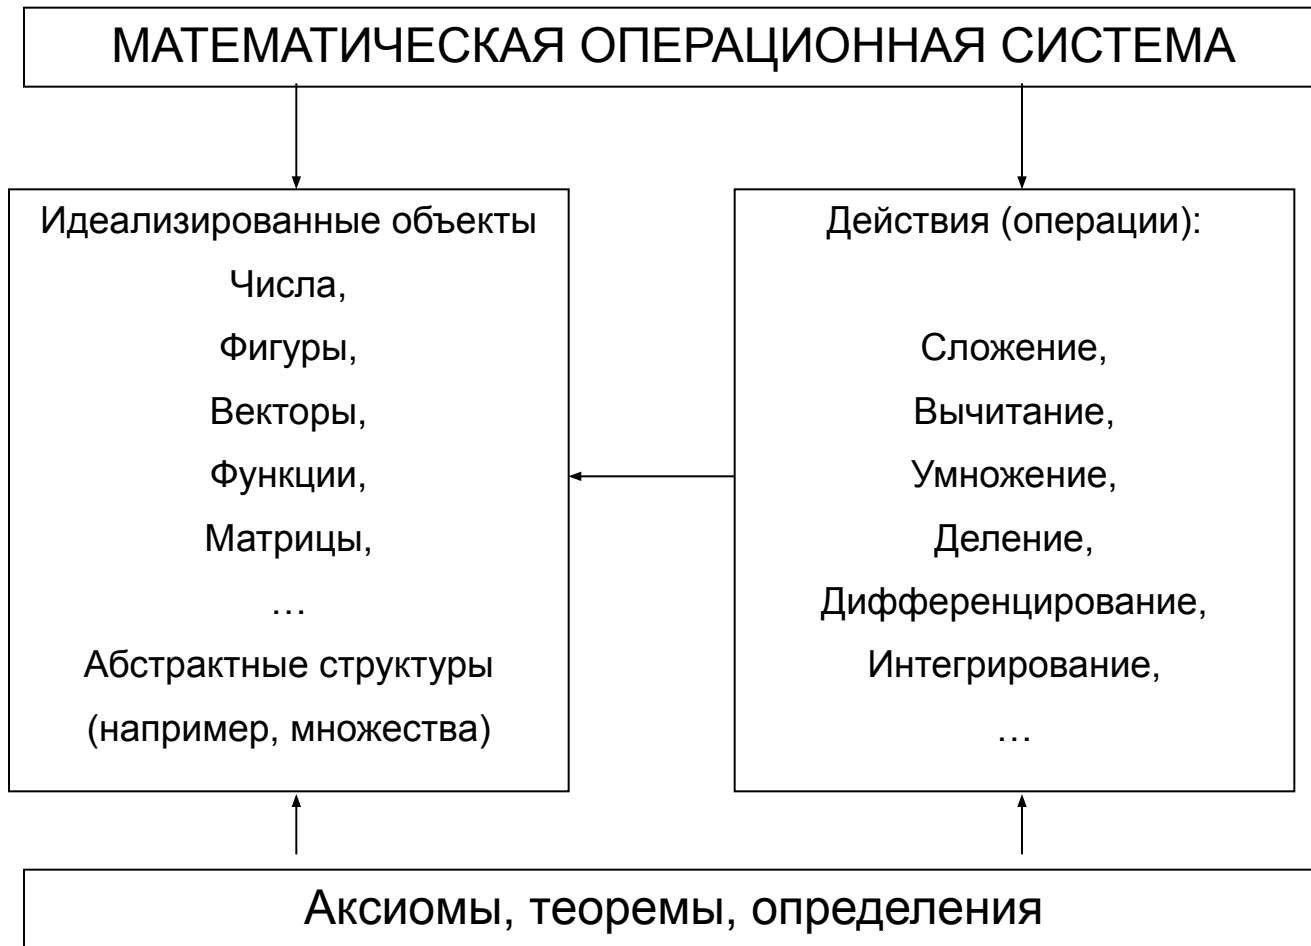 МАТЕМАТИЧЕСКАЯ ОПЕРАЦИОННАЯ СИСТЕМА
Идеализированные объекты
Числа,
Фигуры,
Векторы,
Функции,
Матрицы,
…
Абстрактные структуры
(например, множества)
Действия (операции):
Сложение,
Вычитание,
Умножение,
Деление,
Дифференцирование,
Интегрирование,
…
Аксиомы, теоремы, определения